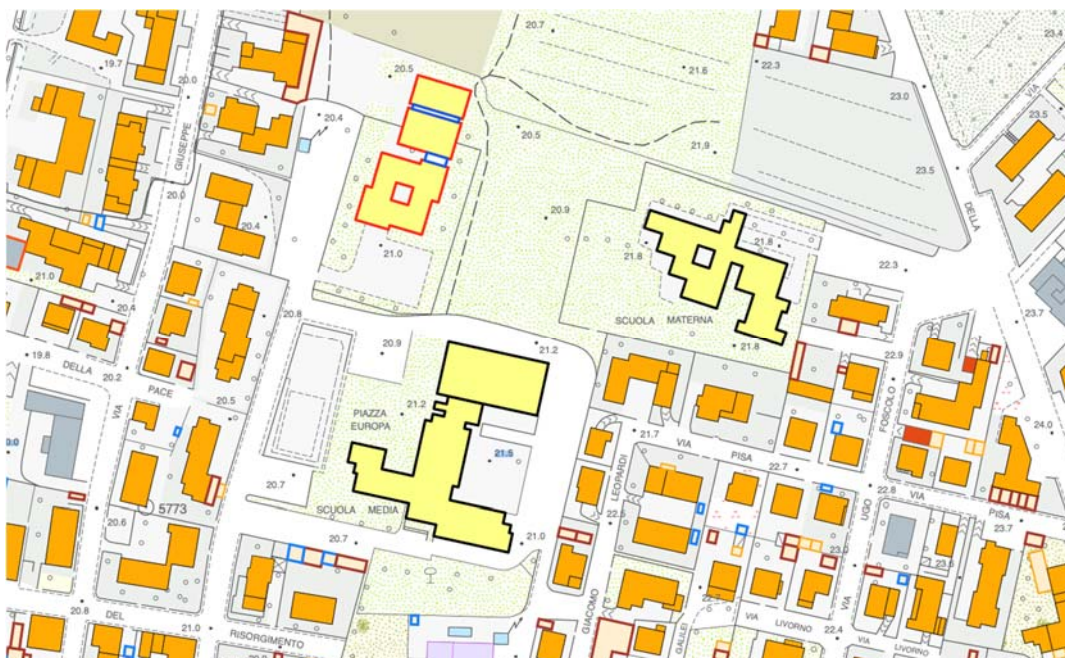 20.7
23.4
19.7
22.3
VIA
20.5
21.6
20.0
23.0
23.5
20.4
20.5
GIUSEPPE
21.9
23.5
20.0
20.9
20.4
DELLA
21.8
21.8
21.0
21.0
22.3
20.4
SCUOLA MATERNA
23.7
20.8
19.8
DELLA
20.9
21.2
21.8
22.9
20.2
PACE
VIA
20.5
21.2
PIAZZA
EUROPA
FOSCOLO
24.0
21.7
VIA
PISA
21.5
22.7
LEOPARDI
20.7
22.8
UGO
VIA
PISA
5773
SCUOLA MEDIA
20.6
22.5
23.7
20.7
21.0
23.0
23.0
20.8
DEL
21.0
RISORGIMENTO
GIACOMO
GALILEI
22.7
VIA
LIVORNO
22.4
VIA
VIA
LIVORNO